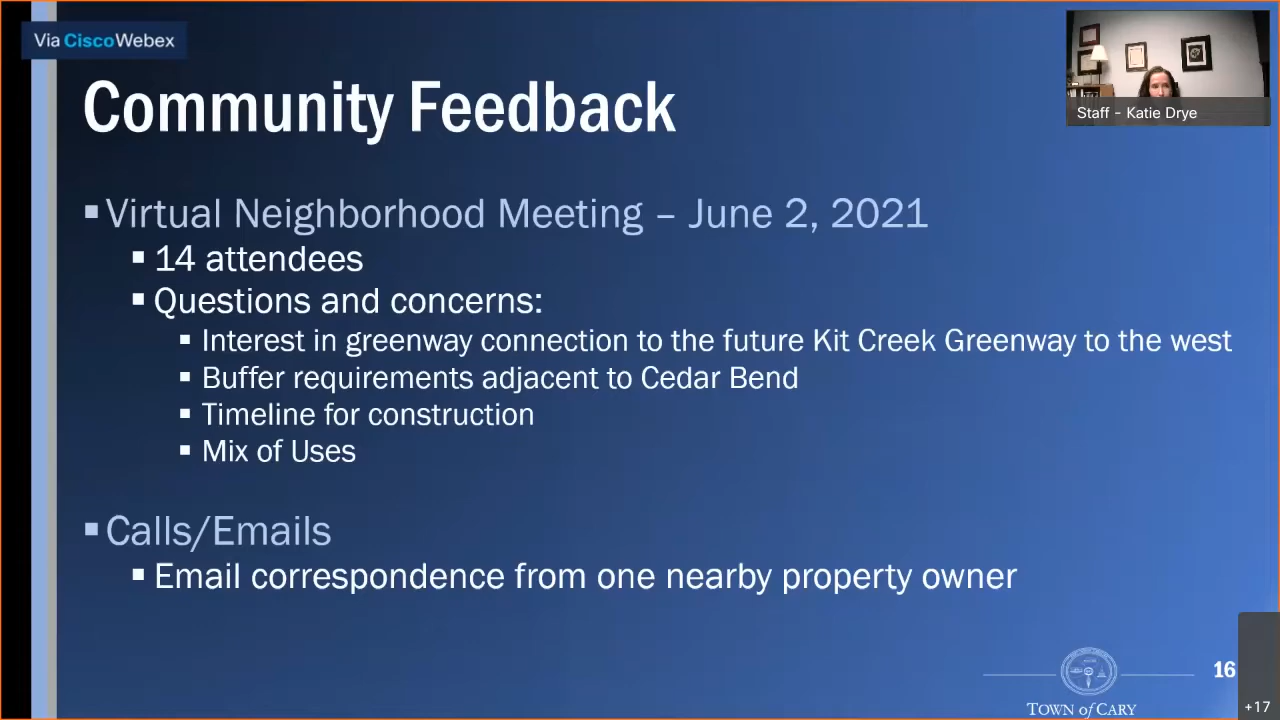 Via CiscoWebex
Staff - Katie Drye
Community Feedback
Virtual Neighborhood Meeting – June 2, 2021
14 attendees
Questions and concerns:
Interest in greenway connection to the future Kit Creek Greenway to the west
Buffer requirements adjacent to Cedar Bend
Timeline for construction
Mix of Uses
Calls/Emails
Email correspondence from one nearby property owner
16
TOWN of CARY
+17